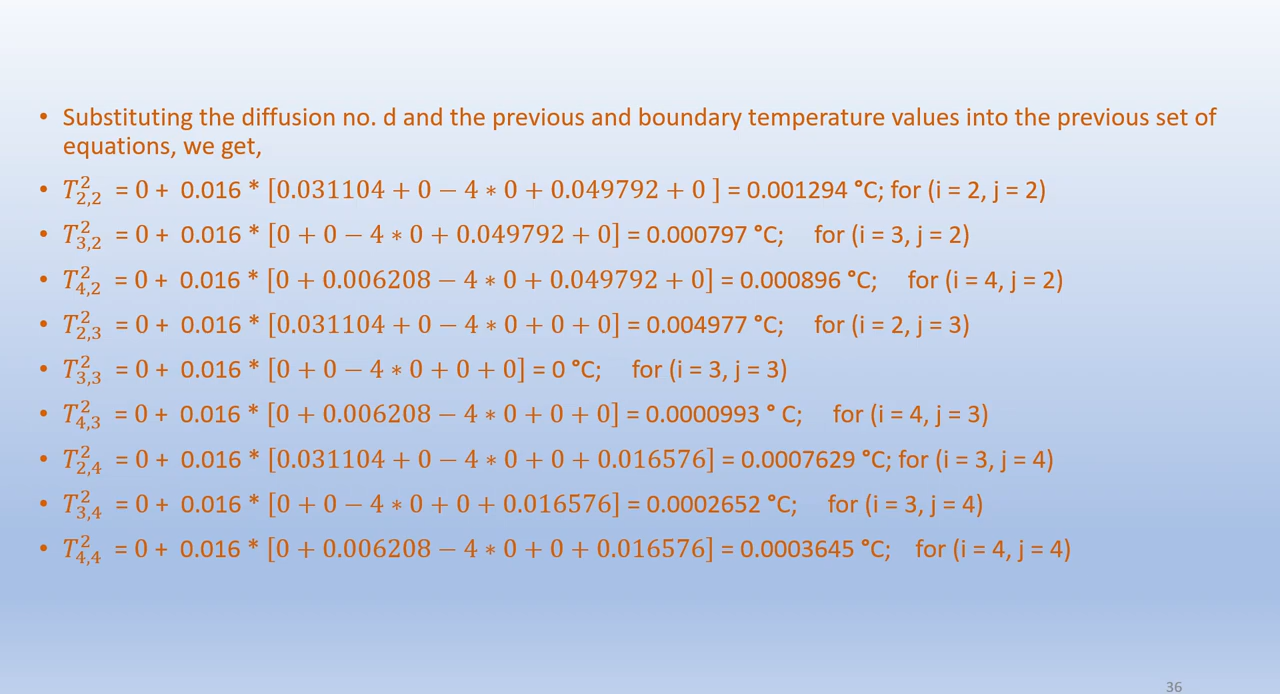 • Substituting the diffusion no. d and the previous and boundary temperature values into the previous set of
equations, we get,
• T²₂,₂ = 0 + 0.016 * [0.031104 + 0 − 4 ∗ 0 + 0.049792 + 0 ] = 0.001294 °C; for (i = 2, j = 2)
• T²₃,₂ = 0 + 0.016 * [0 + 0 − 4 ∗ 0 + 0.049792 + 0] = 0.000797 °C; for (i = 3, j = 2)
• T²₄,₂ = 0 + 0.016 * [0 + 0.006208 − 4 ∗ 0 + 0.049792 + 0] = 0.000896 °C; for (i = 4, j = 2)
• T²₂,₃ = 0 + 0.016 * [0.031104 + 0 − 4 ∗ 0 + 0 + 0] = 0.004977 °C; for (i = 2, j = 3)
• T²₃,₃ = 0 + 0.016 * [0 + 0 − 4 ∗ 0 + 0 + 0] = 0 °C; for (i = 3, j = 3)
• T²₄,₃ = 0 + 0.016 * [0 + 0.006208 − 4 ∗ 0 + 0 + 0] = 0.0000993 ° C; for (i = 4, j = 3)
• T²₂,₄ = 0 + 0.016 * [0.031104 + 0 − 4 ∗ 0 + 0 + 0.016576] = 0.0007629 °C; for (i = 3, j = 4)
• T²₃,₄ = 0 + 0.016 * [0 + 0 − 4 ∗ 0 + 0 + 0.016576] = 0.0002652 °C; for (i = 3, j = 4)
• T²₄,₄ = 0 + 0.016 * [0 + 0.006208 − 4 ∗ 0 + 0 + 0.016576] = 0.0003645 °C; for (i = 4, j = 4)
36